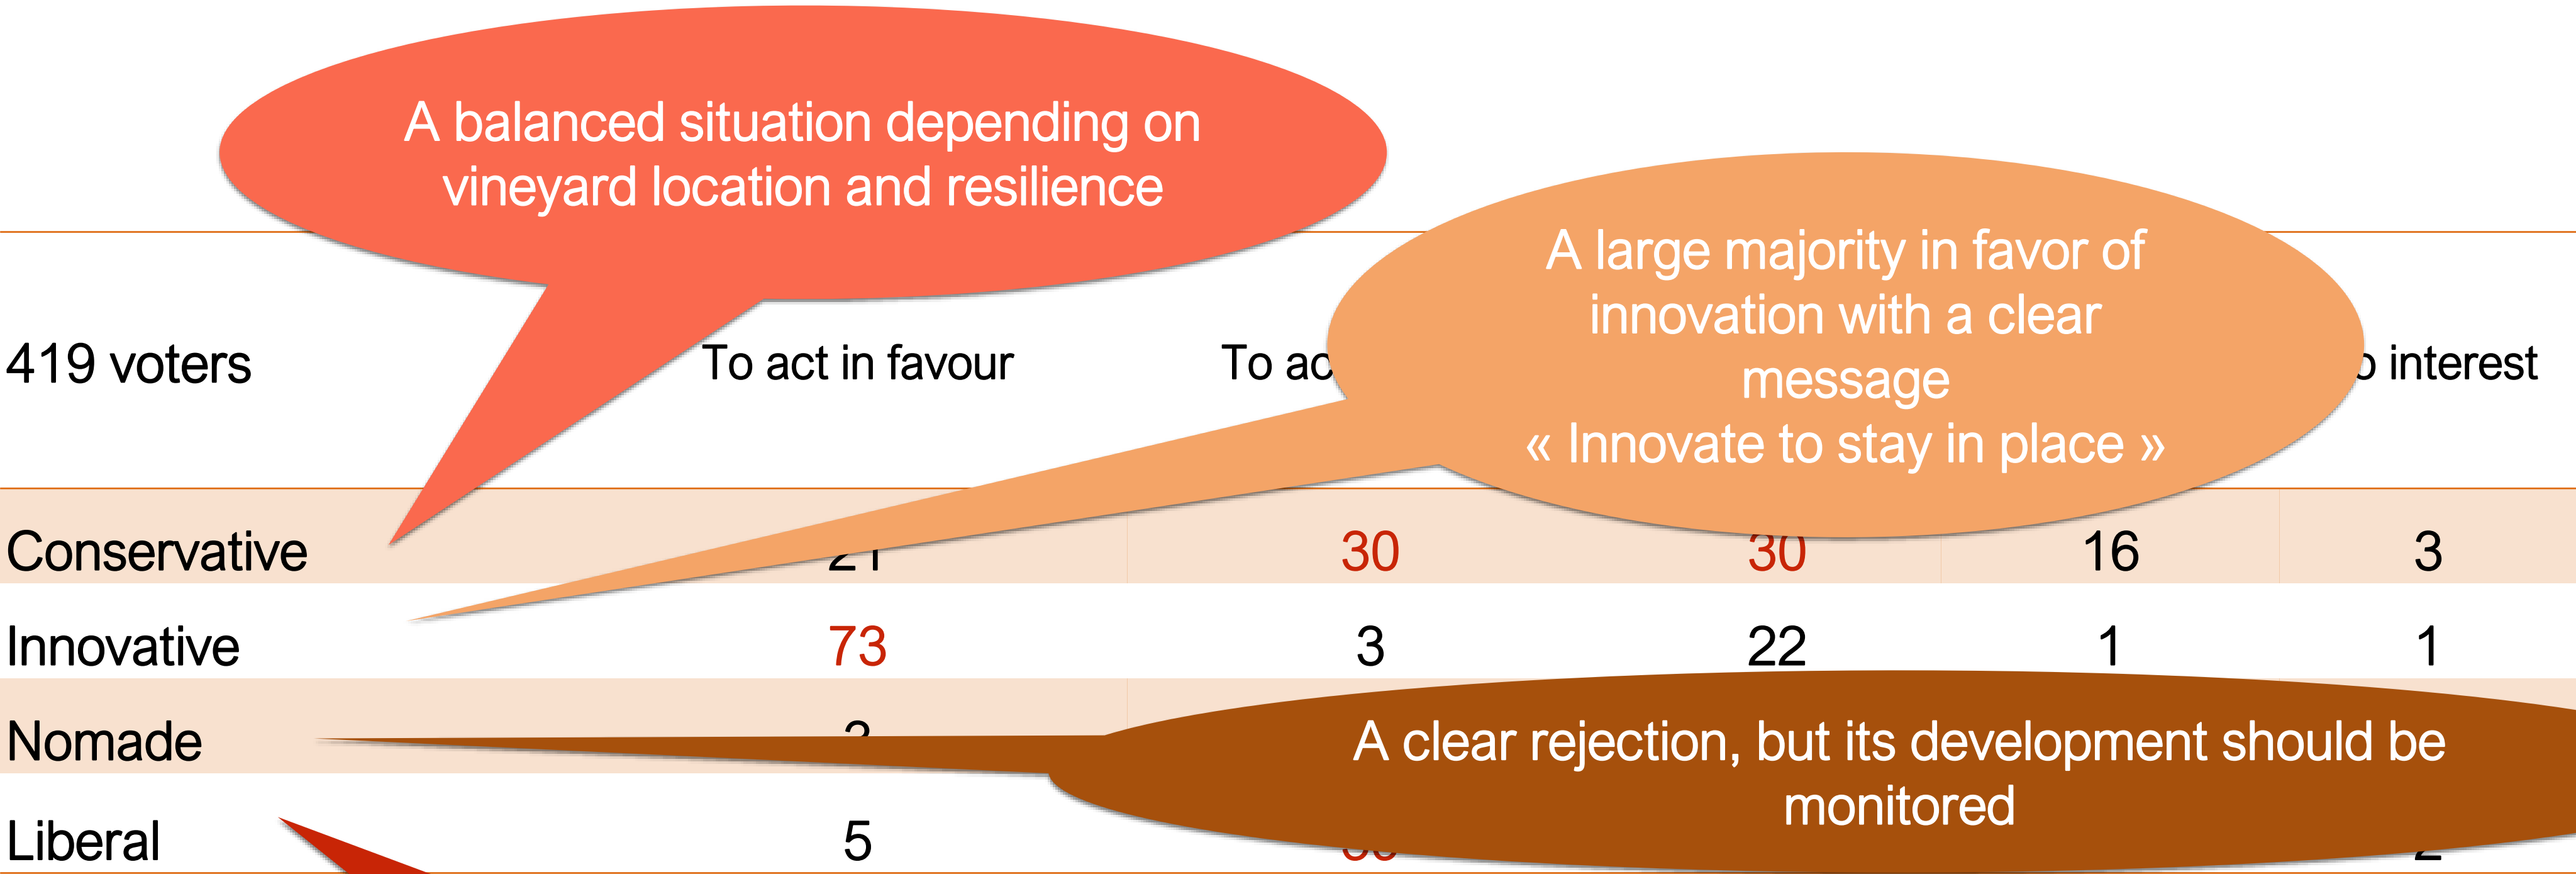 A balanced situation depending on
vineyard location and resilience
A large majority in favor of
innovation with a clear
message
« Innovate to stay in place »
419 voters To act in favour To interest
Conservative 30 30 16 3
Innovative 73 3 22 1 1
Nomade
A clear rejection, but its development should be
monitored
Liberal 5